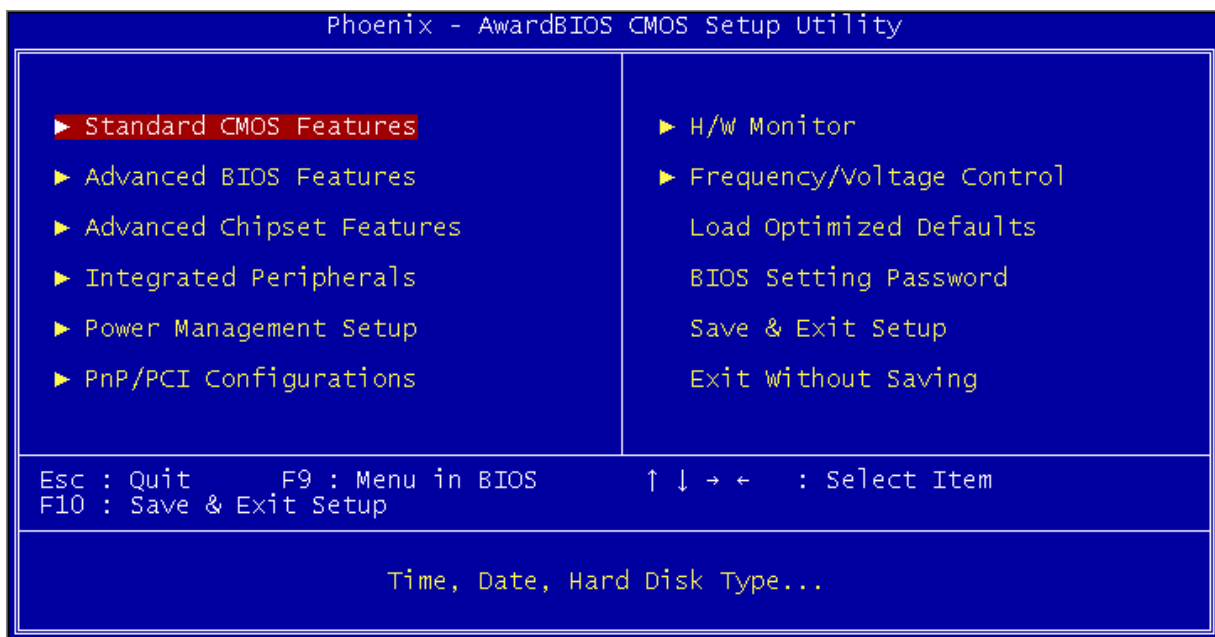 Phoenix - AwardBIOS CMOS Setup Utility
► Standard CMOS Features
► Advanced BIOS Features
► Advanced Chipset Features
► Integrated Peripherals
► Power Management Setup
► PnP/PCI Configurations
► H/W Monitor
► Frequency/Voltage Control
Load Optimized Defaults
BIOS Setting Password
Save & Exit Setup
Exit Without Saving
Esc : Quit F9 : Menu in BIOS ↑ ↓ → ← : Select Item
F10 : Save & Exit Setup
Time, Date, Hard Disk Type...